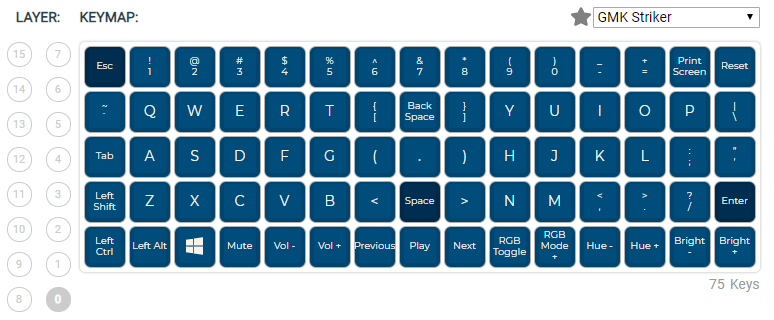 LAYER: KEYMAP: GMK Striker
15 7
14 6
13 5
12 4
11 3
10 2
9 1
8 0
Esc ! 1 @ 2 # 3 $ 4 % 5 ^ 6 & 7 * 8 ( 9 ) 0 _ - + = Print Screen Reset
~ ` Q W E R T { [ Back Space } ] Y U I O P | \
Tab A S D F G ( . ) H J K L : ; " '
Left Shift Z X C V B < Space > N M < , > . ? / Enter
Left Ctrl Left Alt Mute Vol - Vol + Previous Play Next RGB Toggle RGB Mode + Hue - Hue + Bright - Bright +
75 Keys